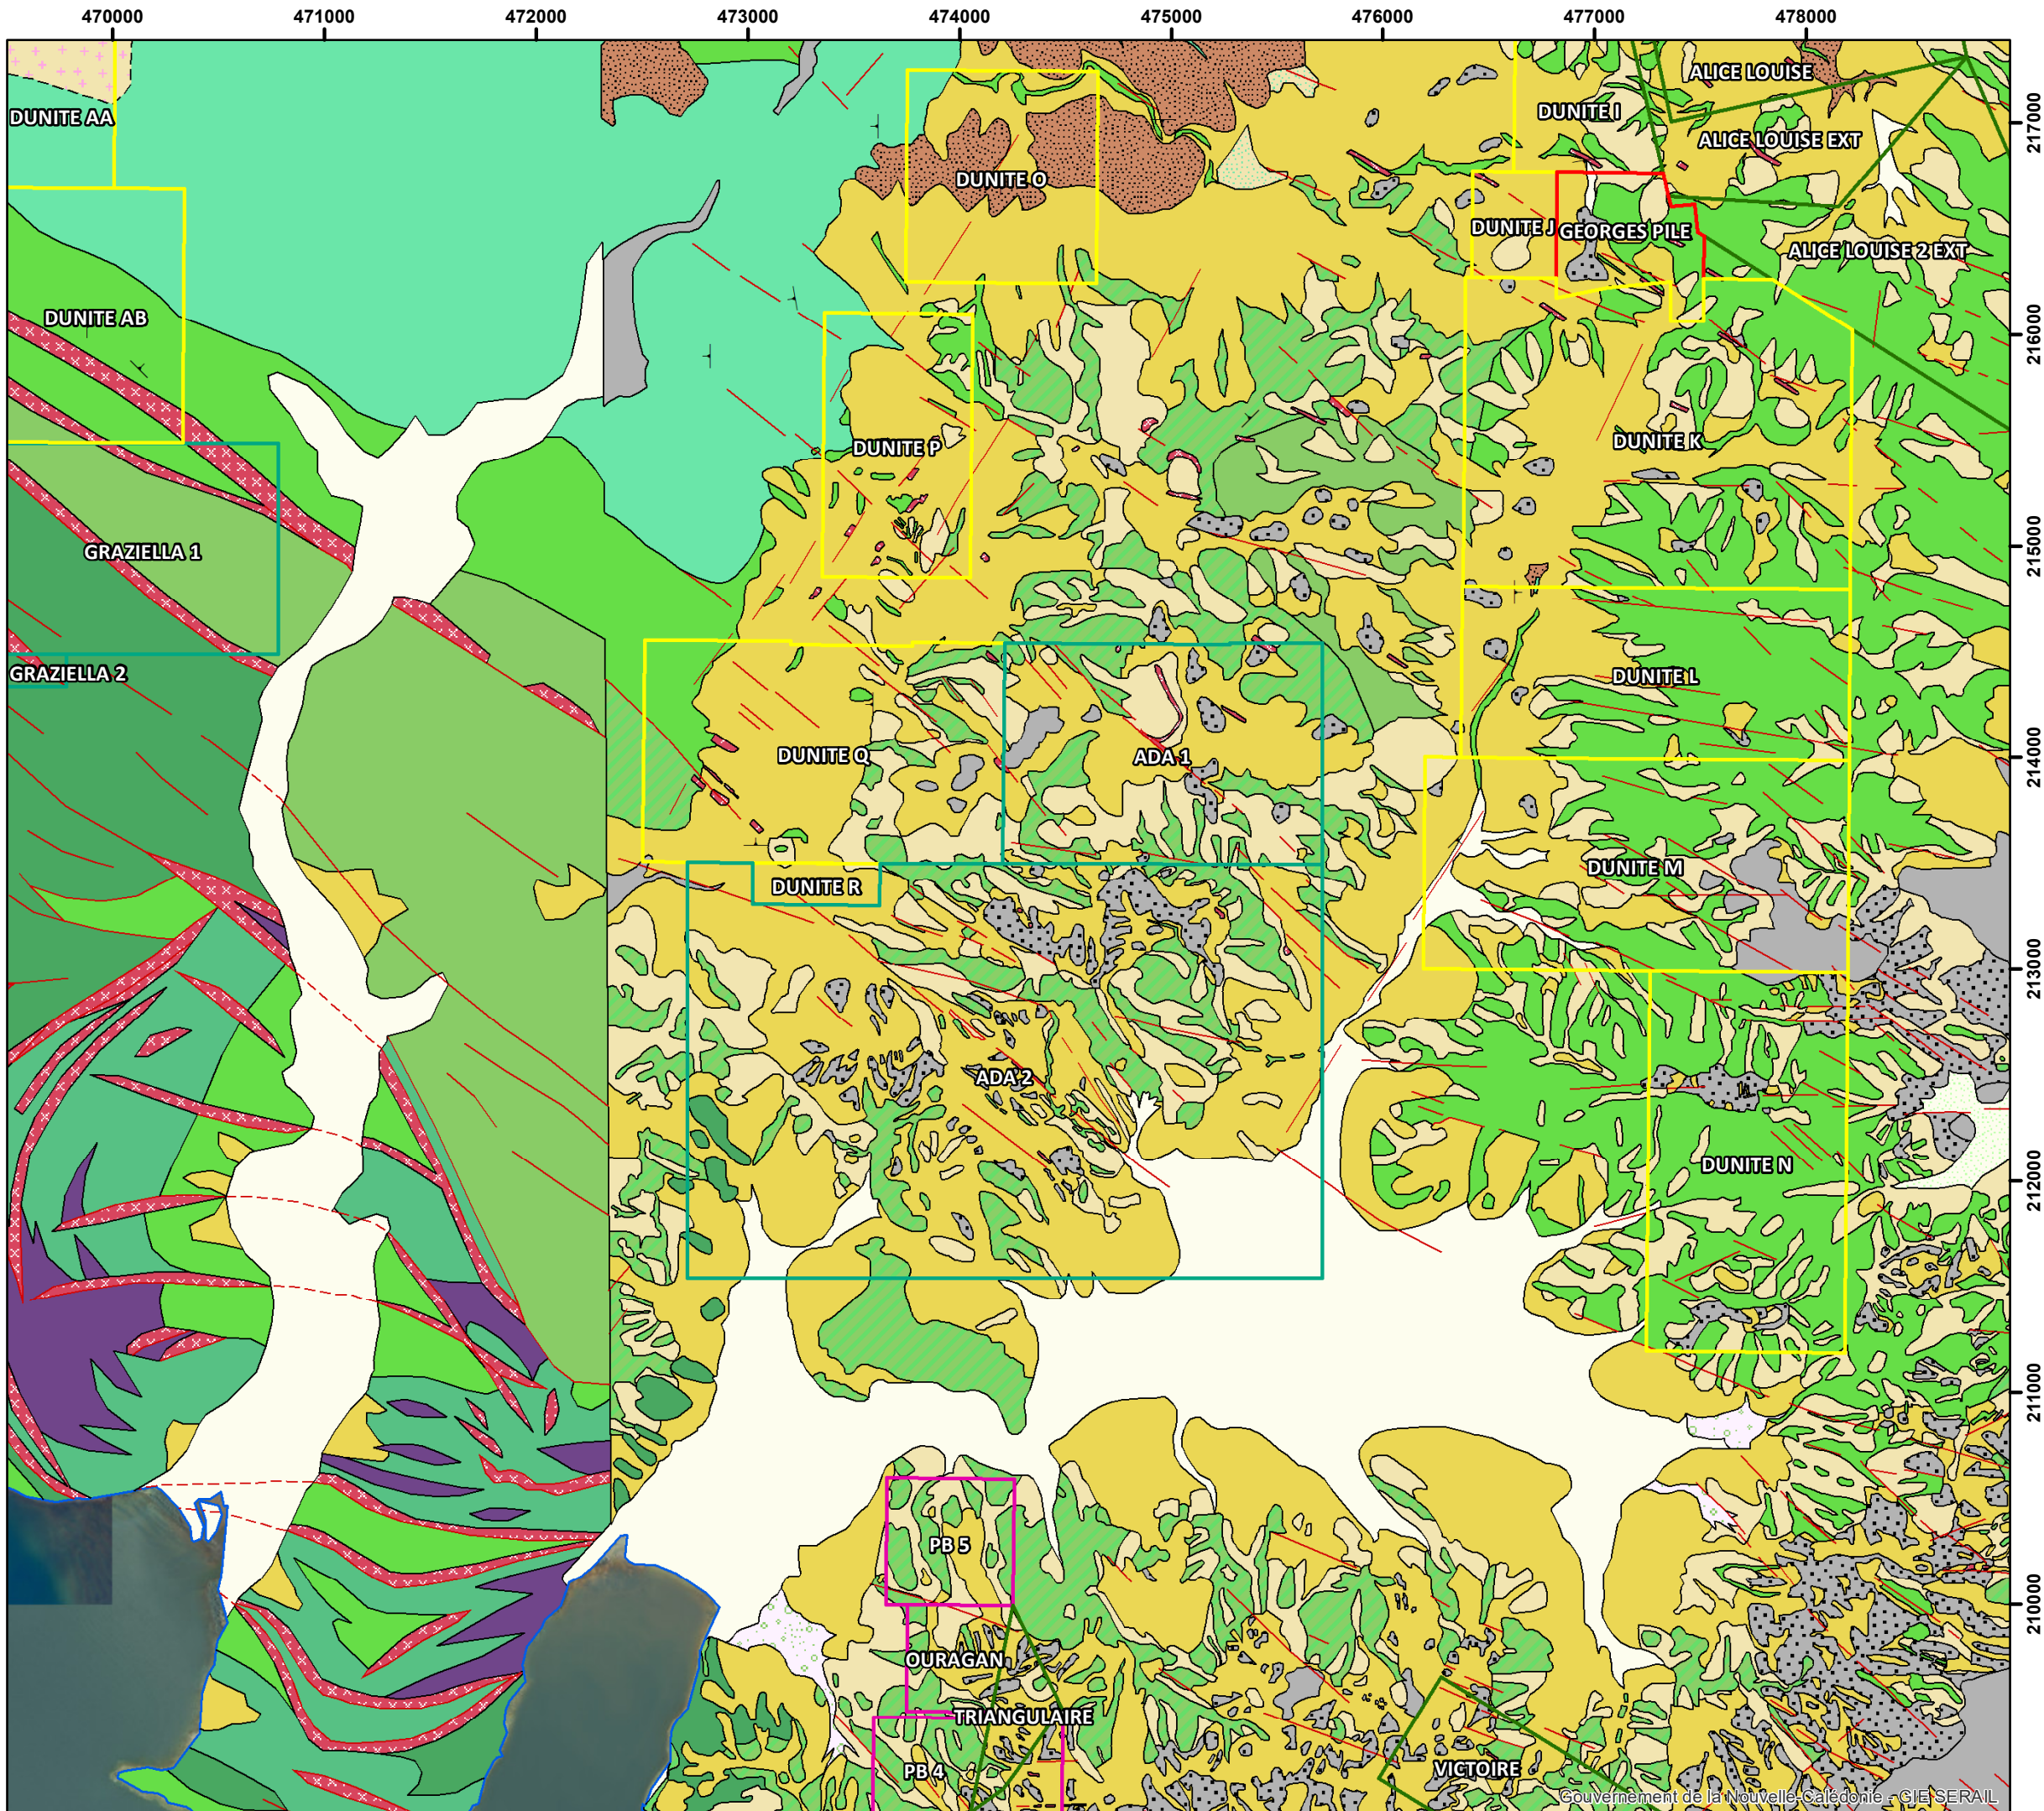 470000 471000 472000 473000 474000 475000 476000 477000 478000
ALICE LOUISE
DUNITE AA
DUNITE I
217000
ALICE LOUISE EXT
DUNITE O
DUNITE J
GEORGES PILE
ALICE LOUISE 2 EXT
DUNITE AB
216000
DUNITE P
DUNITE K
GRAZIELLA 1
215000
GRAZIELLA 2
DUNITE L
DUNITE Q
ADA 1
214000
DUNITE R
DUNITE M
213000
ADA 2
DUNITE N
212000
211000
PB 5
210000
OURAGAN
TRIANGULAIRE
PB 4
VICTOIRE
Gouvernement de la Nouvelle-Calédonie - GIE SERAIL